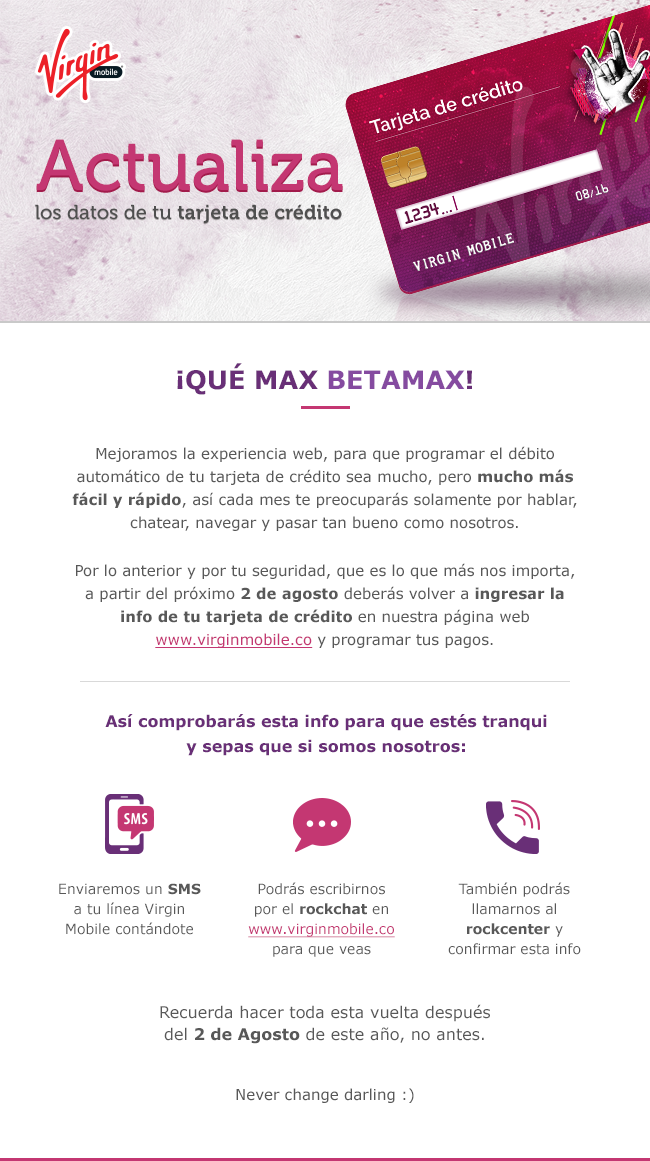 Virgin
mobile
Tarjeta de crédito
1234...|
08/16
VIRGIN MOBILE
Actualiza
los datos de tu tarjeta de crédito
¡QUÉ MAX BETAMAX!
Mejoramos la experiencia web, para que programar el débito
automático de tu tarjeta de crédito sea mucho, pero mucho más
fácil y rápido, así cada mes te preocuparás solamente por hablar,
chatear, navegar y pasar tan bueno como nosotros.
Por lo anterior y por tu seguridad, que es lo que más nos importa,
a partir del próximo 2 de agosto deberás volver a ingresar la
info de tu tarjeta de crédito en nuestra página web
www.virginmobile.co y programar tus pagos.
Así comprobarás esta info para que estés tranqui
y sepas que si somos nosotros:
SMS
Enviaremos un SMS
a tu línea Virgin
Mobile contándote
Podrás escribirnos
por el rockchat en
www.virginmobile.co
para que veas
También podrás
llamarnos al
rockcenter y
confirmar esta info
Recuerda hacer toda esta vuelta después
del 2 de Agosto de este año, no antes.
Never change darling :)